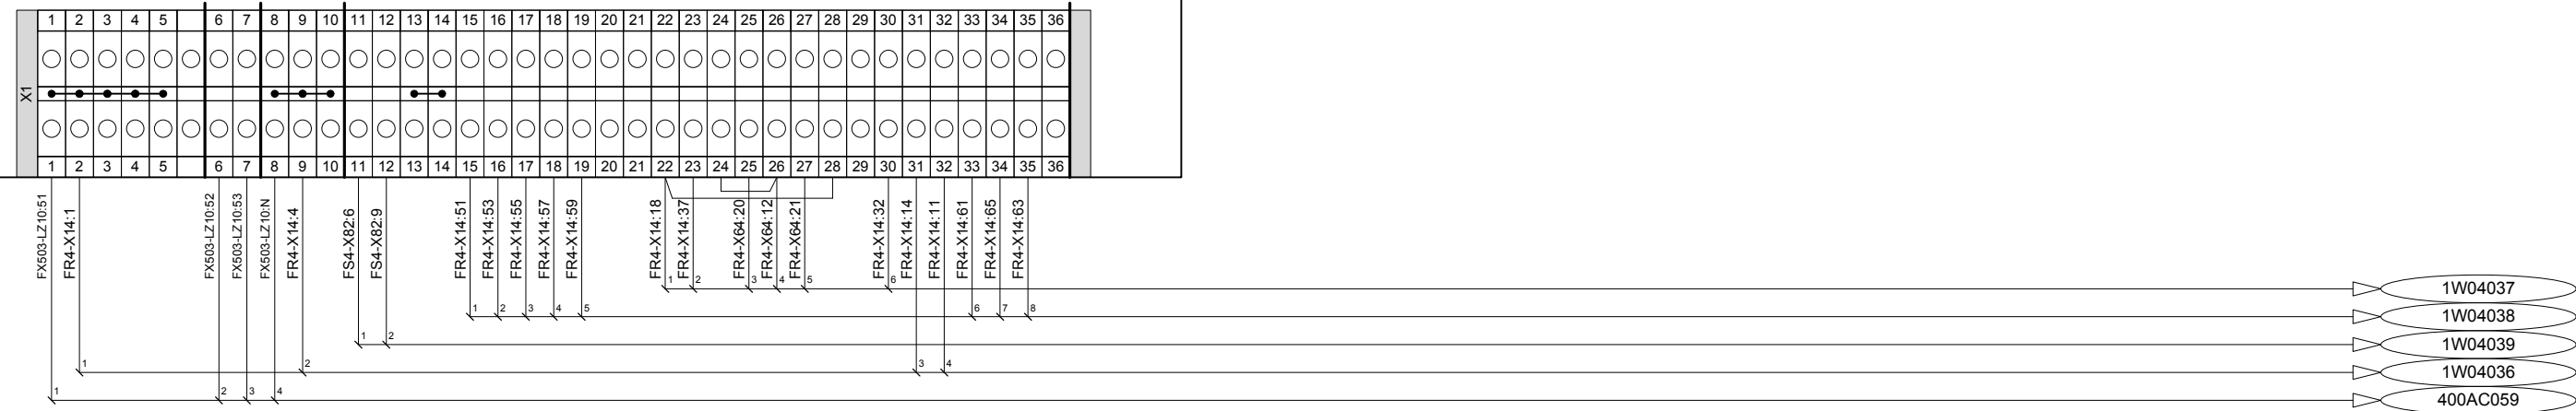 1 2 3 4 5 6 7 8 9 10 11 12 13 14 15 16 17 18 19 20 21 22 23 24 25 26 27 28 29 30 31 32 33 34 35 36
X1
1 2 3 4 5 6 7 8 9 10 11 12 13 14 15 16 17 18 19 20 21 22 23 24 25 26 27 28 29 30 31 32 33 34 35 36
FX503-LZ10:51
FR4-X14:1
FX503-LZ10:52
FX503-LZ10:53
FX503-LZ10:N
FR4-X14:4
FS4-X82:6
FS4-X82:9
FR4-X14:51
FR4-X14:53
FR4-X14:55
FR4-X14:57
FR4-X14:59
FR4-X14:18
FR4-X14:37
FR4-X64:20
FR4-X64:12
FR4-X64:21
FR4-X14:32
FR4-X14:14
FR4-X14:11
FR4-X14:61
FR4-X14:65
FR4-X14:63
1 2 3 4 5 6
1W04037
1 2 3 4 5 6 7 8
1W04038
1 2
1W04039
1 2 3 4
1W04036
1 2 3 4
400AC059